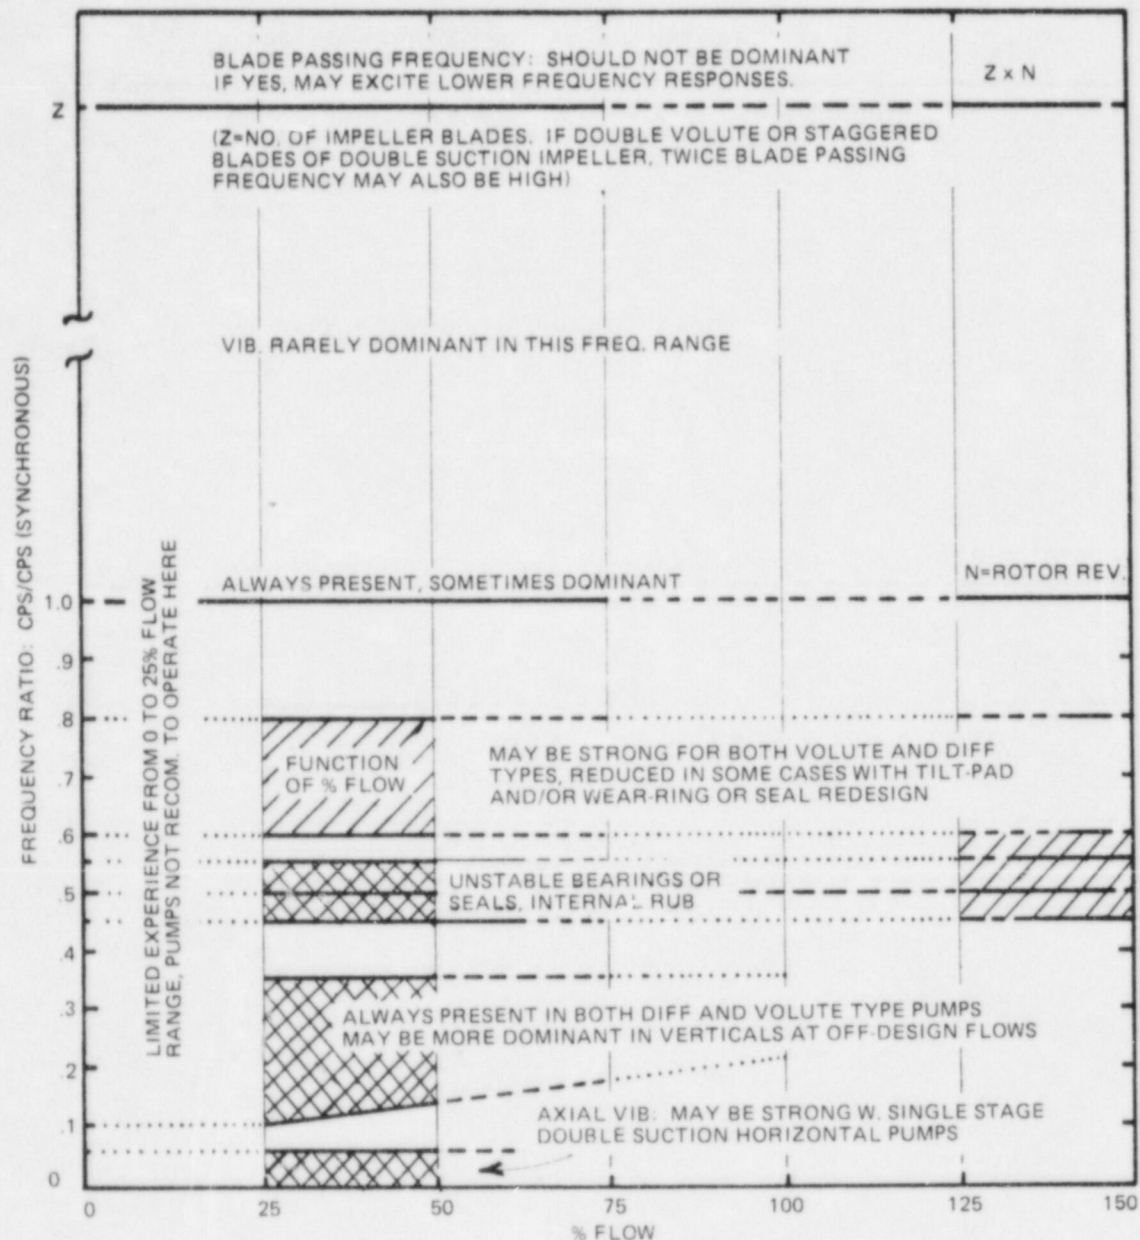 BLADE PASSING FREQUENCY: SHOULD NOT BE DOMINANT
IF YES, MAY EXCITE LOWER FREQUENCY RESPONSES.
Z x N
Z
(Z=NO. OF IMPELLER BLADES. IF DOUBLE VOLUTE OR STAGGERED
BLADES OF DOUBLE SUCTION IMPELLER, TWICE BLADE PASSING
FREQUENCY MAY ALSO BE HIGH)
VIB. RARELY DOMINANT IN THIS FREQ. RANGE
FREQUENCY RATIO: CPS/CPS (SYNCHRONOUS)
LIMITED EXPERIENCE FROM 0 TO 25% FLOW
RANGE, PUMPS NOT RECOM. TO OPERATE HERE
ALWAYS PRESENT, SOMETIMES DOMINANT
N=ROTOR REV.
1.0
.9
.8
.7
.6
.5
.4
.3
.2
.1
0
FUNCTION
OF % FLOW
MAY BE STRONG FOR BOTH VOLUTE AND DIFF
TYPES, REDUCED IN SOME CASES WITH TILT-PAD
AND/OR WEAR-RING OR SEAL REDESIGN
UNSTABLE BEARINGS OR
SEALS, INTERNAL RUB
ALWAYS PRESENT IN BOTH DIFF AND VOLUTE TYPE PUMPS
MAY BE MORE DOMINANT IN VERTICALS AT OFF-DESIGN FLOWS
AXIAL VIB: MAY BE STRONG W. SINGLE STAGE
DOUBLE SUCTION HORIZONTAL PUMPS
0 25 50 75 100 125 150
% FLOW